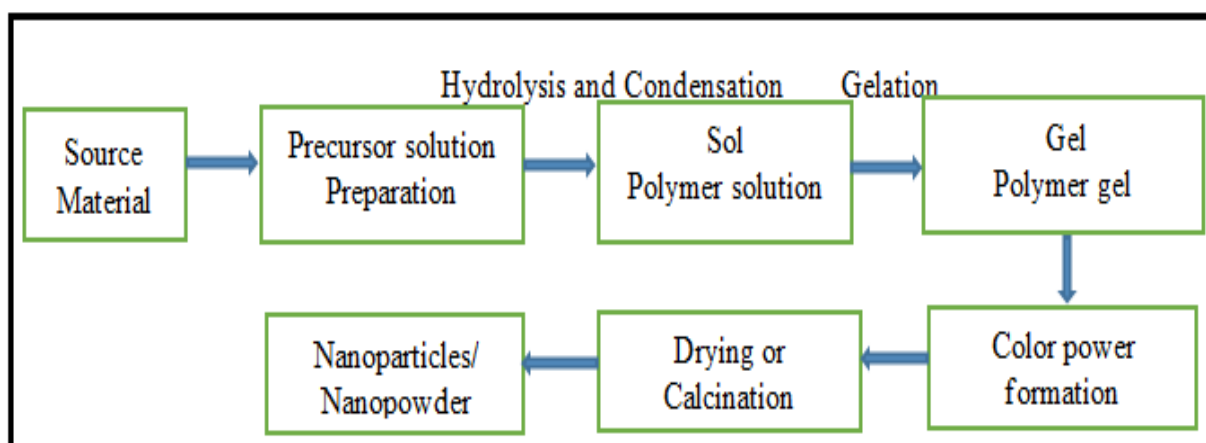 Hydrolysis and Condensation
Gelation
Source
Material
Precursor solution
Preparation
Sol
Polymer solution
Gel
Polymer gel
Color power
formation
Drying or
Calcination
Nanoparticles/
Nanopowder